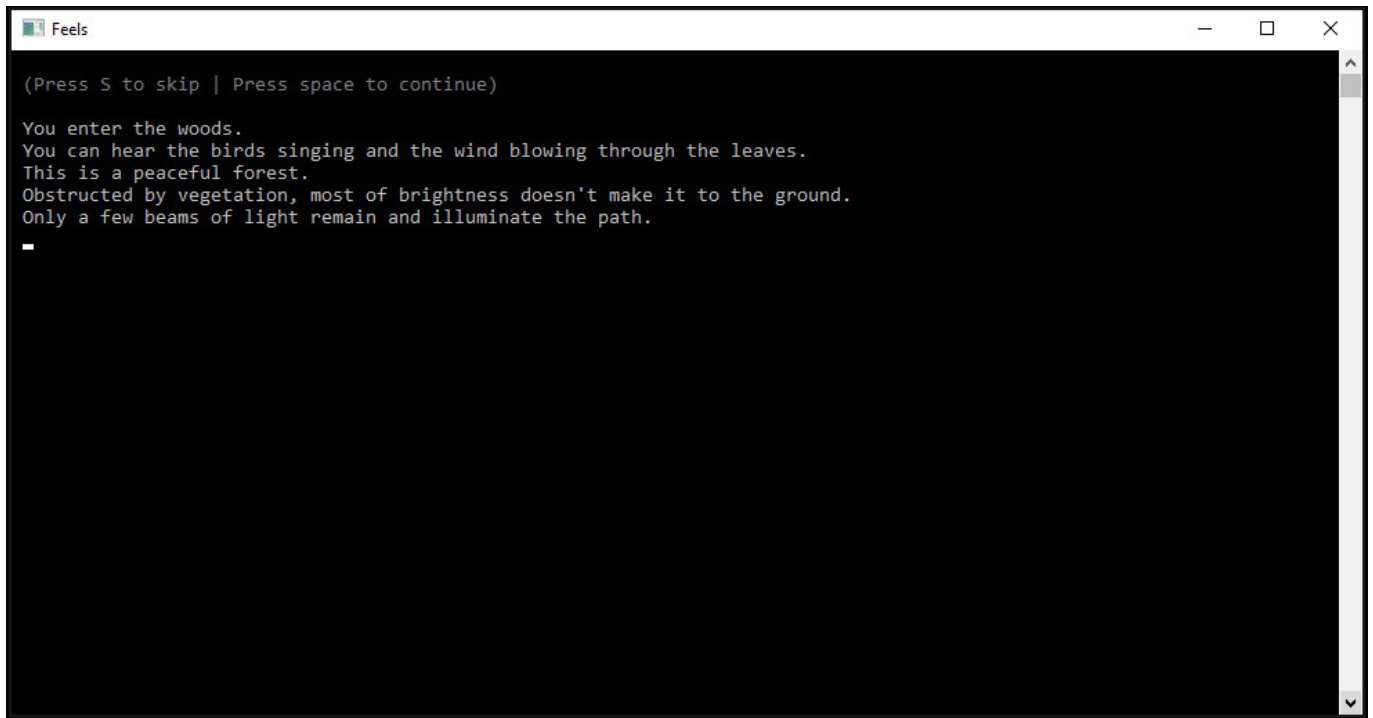 Feels
(Press S to skip | Press space to continue)
You enter the woods.
You can hear the birds singing and the wind blowing through the leaves.
This is a peaceful forest.
Obstructed by vegetation, most of brightness doesn't make it to the ground.
Only a few beams of light remain and illuminate the path.